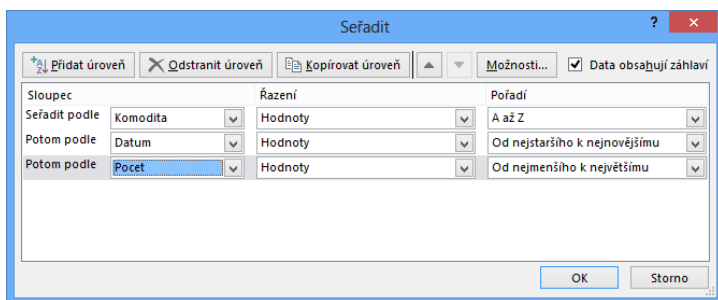 Seřadit ?
Přidat úroveň Odstranit úroveň Kopírovat úroveň Možnosti... Data obsahují záhlaví
Sloupec Řazení Pořadí
Seřadit podle Komodita Hodnoty A až Z
Potom podle Datum Hodnoty Od nejstaršího k nejnovějšímu
Potom podle Pocet Hodnoty Od nejmenšího k největšímu
OK Storno